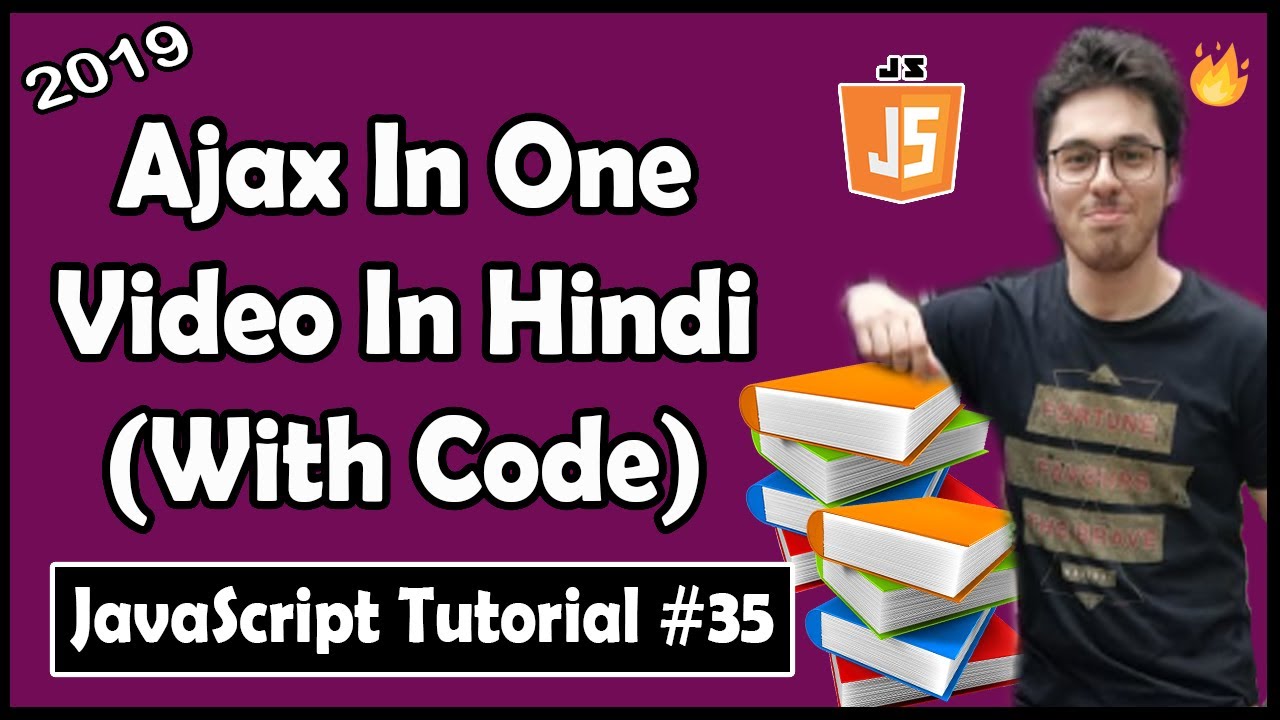 2019
Ajax In One
Video In Hindi
(With Code)
JavaScript Tutorial #35
JS
JS
FORTUNE
FAVOURS
THE BRAVE